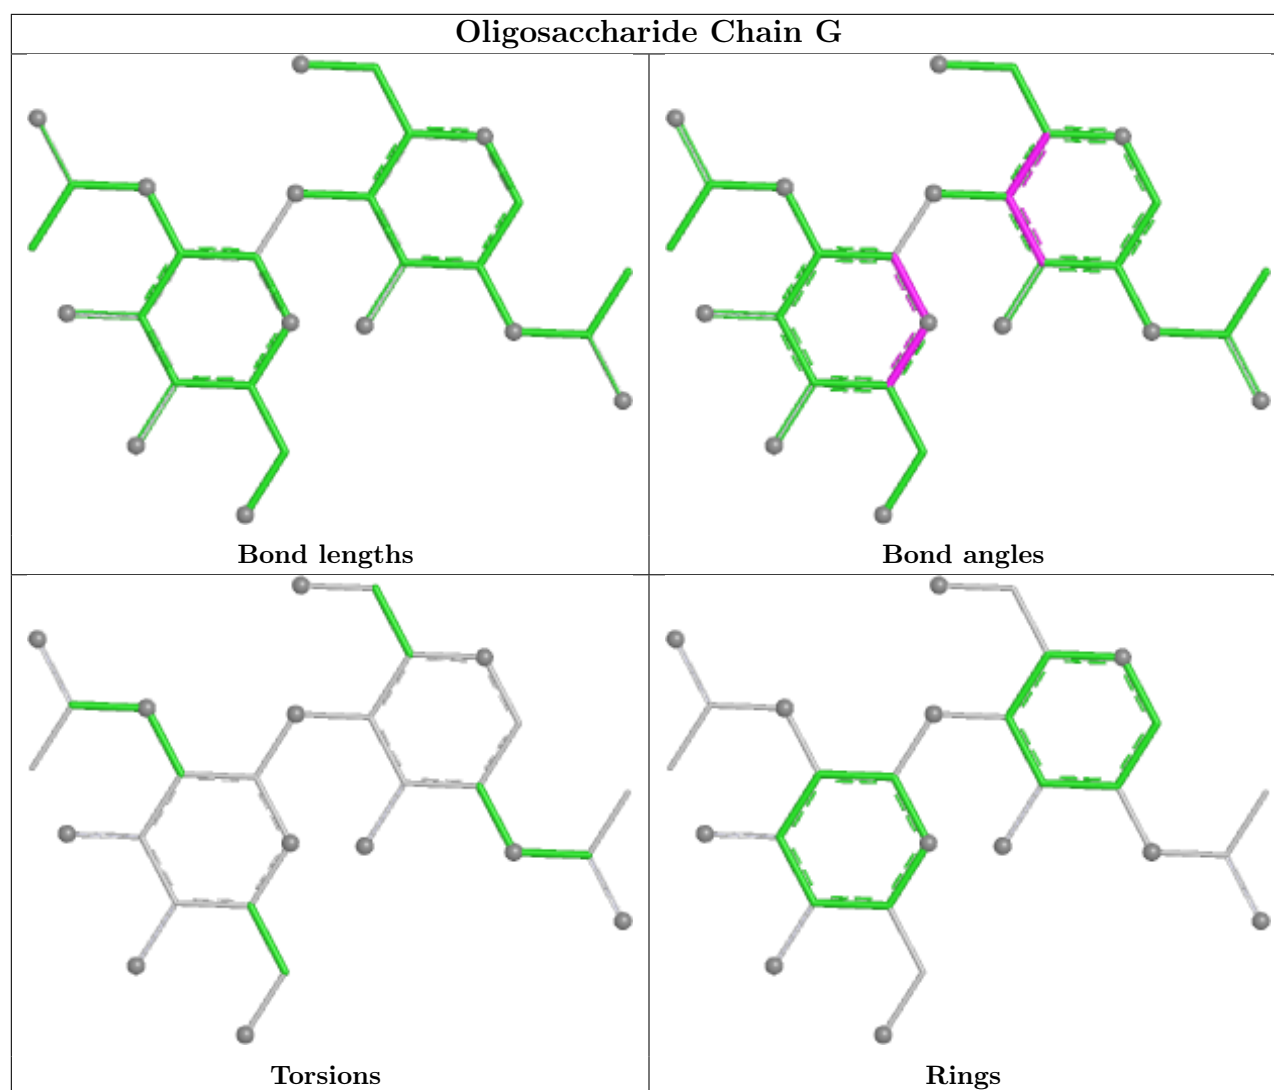 Oligosaccharide Chain G
Bond lengths
Bond angles
Torsions
Rings